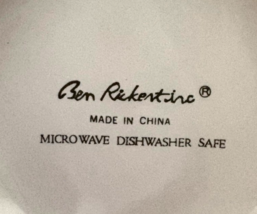 Ben Rickert inc®
MADE IN CHINA
MICROWAVE DISHWASHER SAFE